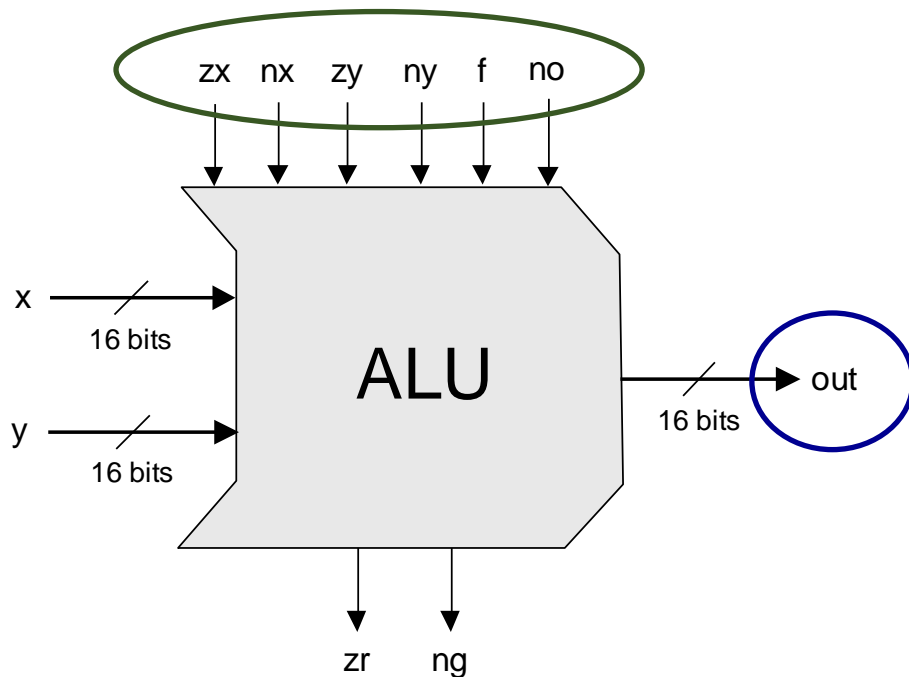 zx nx zy ny f no
x
16 bits
ALU
out
16 bits
y
16 bits
zr ng